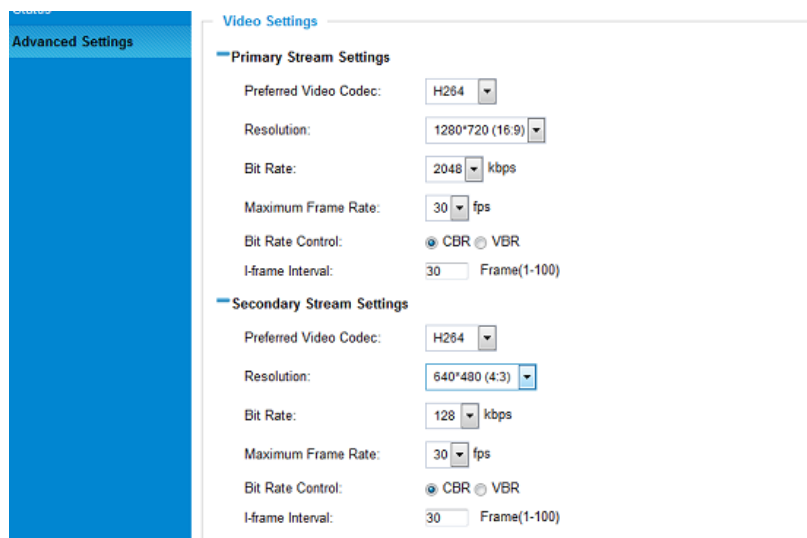 Status
Advanced Settings
Video Settings
Primary Stream Settings
Preferred Video Codec: H264
Resolution: 1280*720 (16:9)
Bit Rate: 2048 kbps
Maximum Frame Rate: 30 fps
Bit Rate Control: CBR VBR
I-frame Interval: 30 Frame(1-100)
Secondary Stream Settings
Preferred Video Codec: H264
Resolution: 640*480 (4:3)
Bit Rate: 128 kbps
Maximum Frame Rate: 30 fps
Bit Rate Control: CBR VBR
I-frame Interval: 30 Frame(1-100)